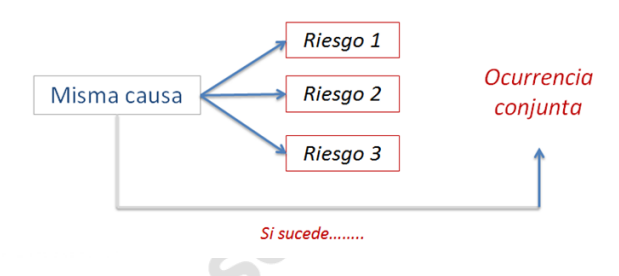 Riesgo 1
Misma causa
Riesgo 2
Riesgo 3
Ocurrencia
conjunta
Si sucede........